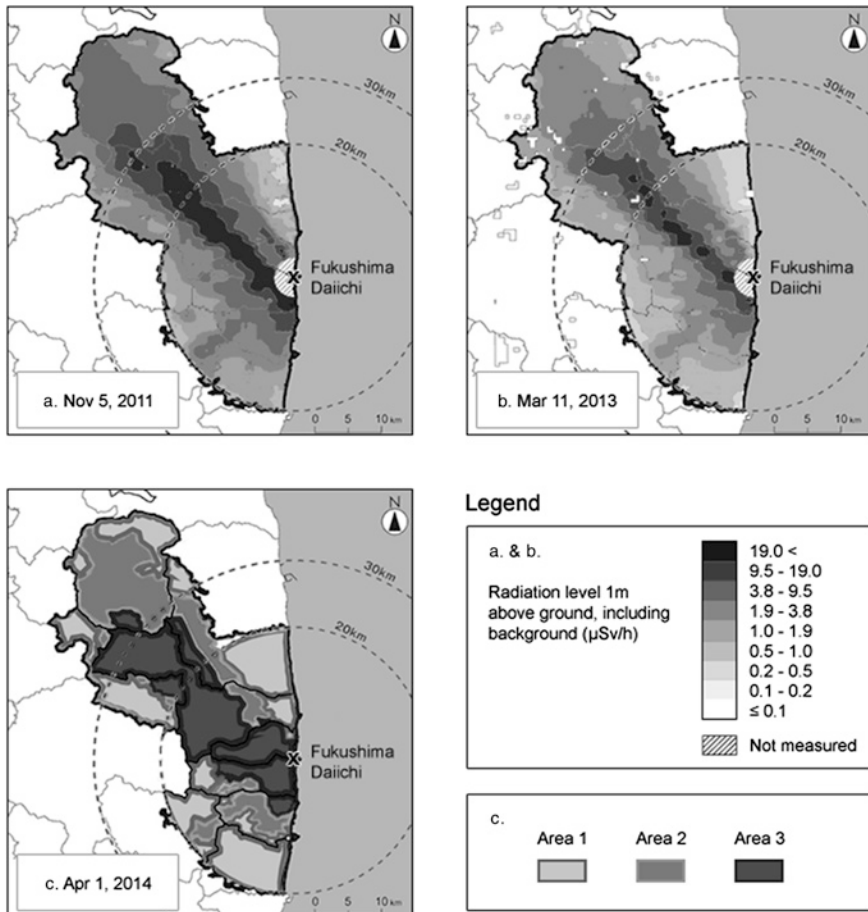 N
30km
20km
Fukushima
Daiichi
a. Nov 5, 2011
0 5 10 km
N
30km
20km
Fukushima
Daiichi
b. Mar 11, 2013
0 5 10 km
N
30km
20km
Fukushima
Daiichi
c. Apr 1, 2014
0 5 10 km
Legend
a. & b.
Radiation level 1m
above ground, including
background (µSv/h)
19.0 <
9.5 - 19.0
3.8 - 9.5
1.9 - 3.8
1.0 - 1.9
0.5 - 1.0
0.2 - 0.5
0.1 - 0.2
≤ 0.1
Not measured
c.
Area 1 Area 2 Area 3